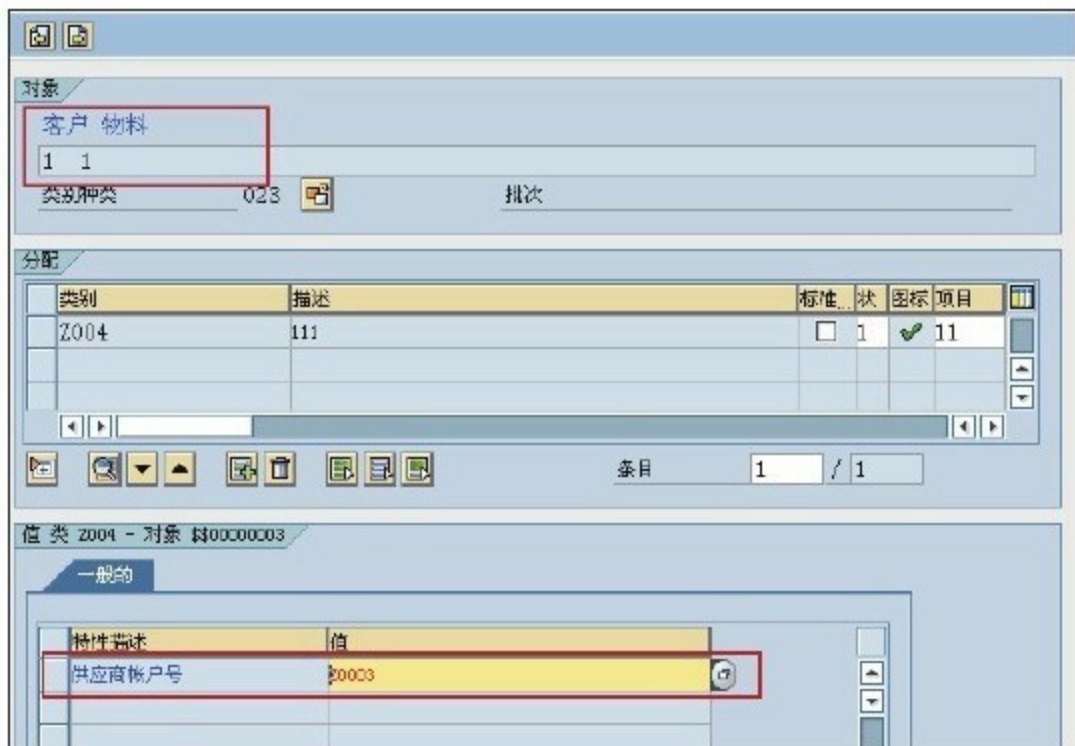 对象
客户 物料
1 1
类别种类 023 批次
分配
类别 描述 标准... 状 图标 项目
Z004 111 1 11
条目 1 / 1
值 类 Z004 - 对象 $$00000003
一般的
特性描述 值
供应商帐户号 Z0003